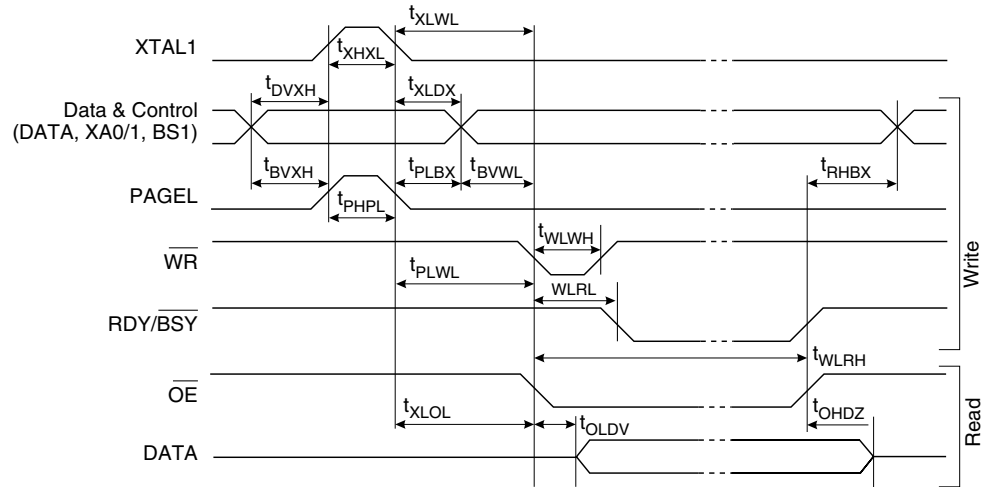 tXLWL
XTAL1
tXHXL
tDVXH
tXLDX
Data & Control
(DATA, XA0/1, BS1)
tBVXH
tPLBX
tBVWL
tRHBX
PAGEL
tPHPL
tWLWH
WR
tPLWL
WLRL
RDY/BSY
tWLRH
OE
tXLOL
tOLDV
tOHDZ
DATA
Write
Read